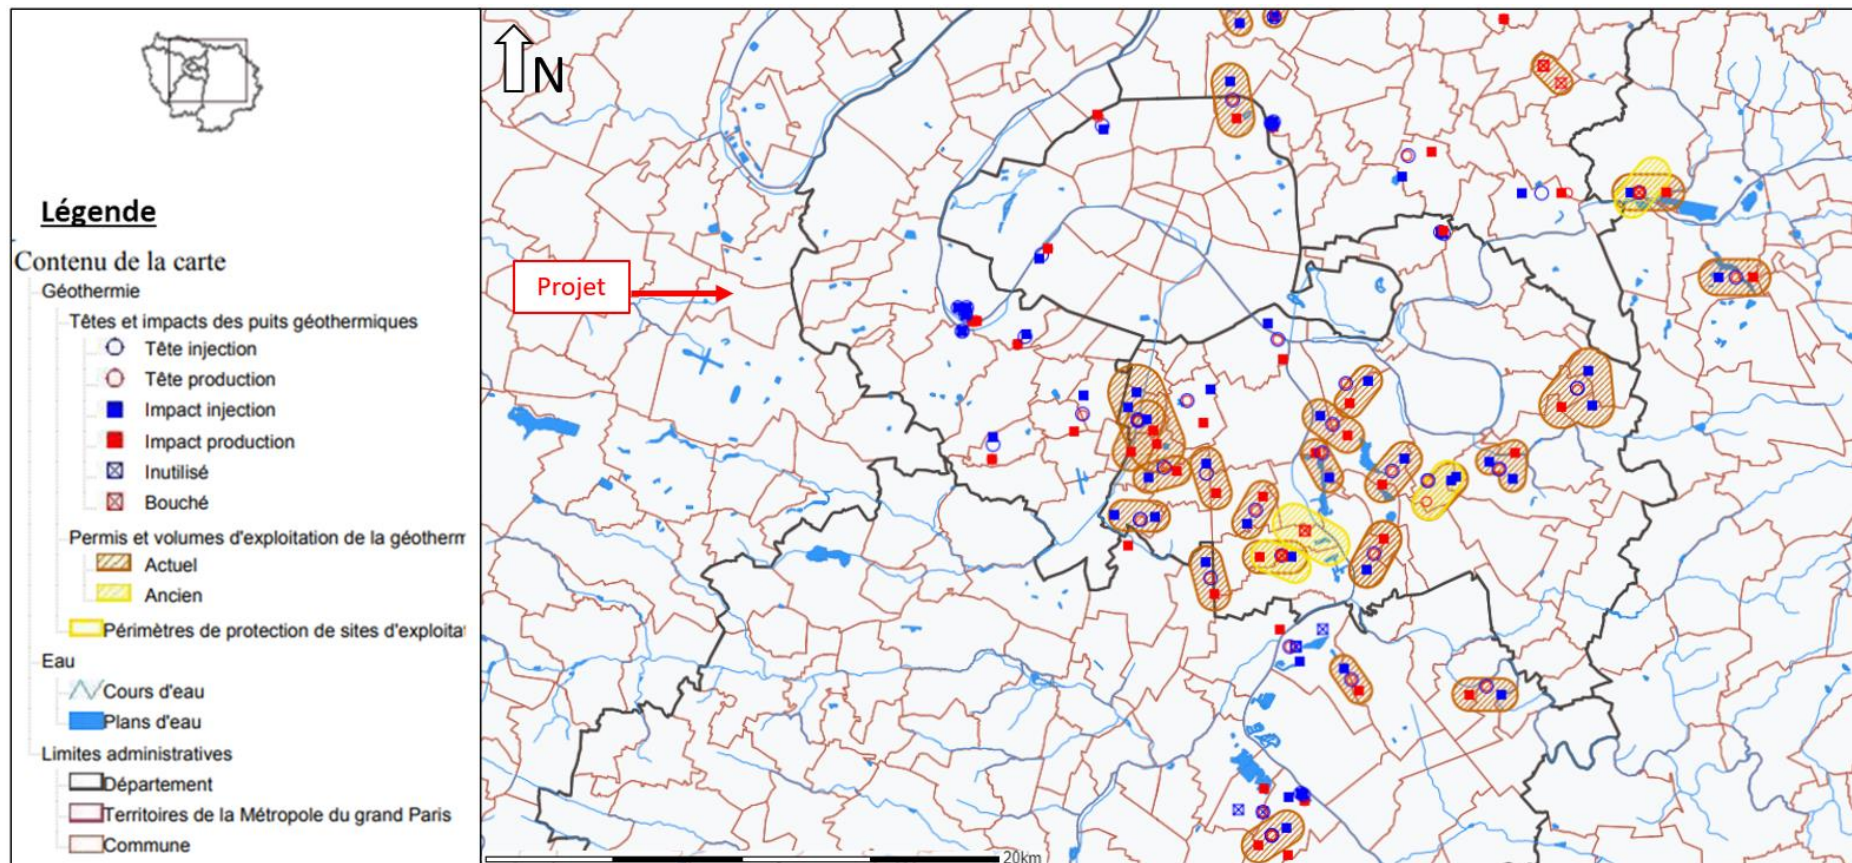 N
Projet
Légende
Contenu de la carte
Géothermie
Têtes et impacts des puits géothermiques
Tête injection
Tête production
Impact injection
Impact production
Inutilisé
Bouché
Permis et volumes d'exploitation de la géotherm
Actuel
Ancien
Périmètres de protection de sites d'exploitat
Eau
Cours d'eau
Plans d'eau
Limites administratives
Département
Territoires de la Métropole du grand Paris
Commune
20km